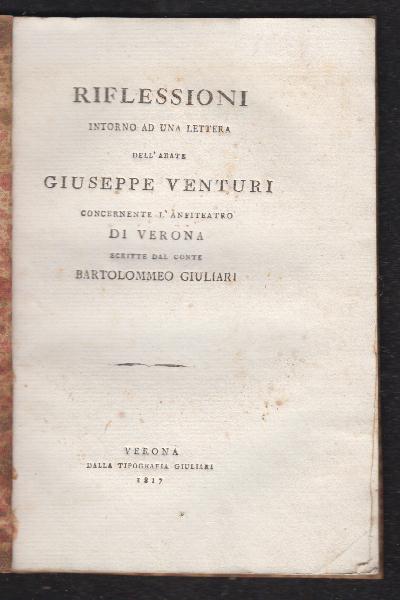 RIFLESSIONI
INTORNO AD UNA LETTERA
DELL'ABATE
GIUSEPPE VENTURI
CONCERNENTE L'ANFITEATRO
DI VERONA
SCRITTE DAL CONTE
BARTOLOMMEO GIULIARI
VERONA
DALLA TIPOGRAFIA GIULIARI
1817